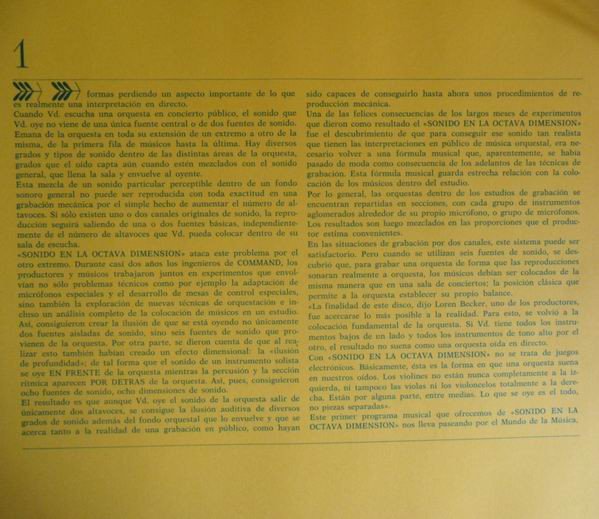 1
formas perdiendo un aspecto importante de lo que
es realmente una interpretación en directo.
Cuando Vd. escucha una orquesta en concierto público, el sonido que
Vd. oye no viene de una única fuente central o de dos fuentes de sonido.
Emana de la orquesta en toda su extensión de un extremo a otro de la
misma, de la primera fila de músicos hasta la última. Hay diversos
grados y tipos de sonido dentro de las distintas áreas de la orquesta,
grados que el oído capta aún cuando estén mezclados con el sonido
general, que llena la sala y envuelve al oyente.
Esta mezcla de un sonido particular perceptible dentro de un fondo
sonoro general no puede ser reproducida con toda exactitud en una
grabación mecánica por el simple hecho de aumentar el número de al-
tavoces. Si sólo existen uno o dos canales originales de sonido, la repro-
ducción seguirá saliendo de una o dos fuentes básicas, independiente-
mente de el número de altavoces que Vd. pueda colocar dentro de su
sala de escucha.
«SONIDO EN LA OCTAVA DIMENSION» ataca este problema por el
otro extremo. Durante casi dos años los ingenieros de COMMAND, los
productores y músicos trabajaron juntos en experimentos que envol-
vían no sólo problemas técnicos como por ejemplo la adaptación de
micrófonos especiales y el desarrollo de mesas de control especiales,
sino también la exploración de nuevas técnicas de orquestación e in-
cluso un análisis completo de la colocación de músicos en un estudio.
Así, consiguieron crear la ilusión de que se está oyendo no únicamente
dos fuentes aisladas de sonido, sino seis fuentes de sonido que pro-
vienen de la orquesta. Por otra parte, se dieron cuenta de que al rea-
lizar esto también habían creado un efecto dimensional: la «ilusión
de profundidad»; de tal forma que el sonido de un instrumento solista
se oye EN FRENTE de la orquesta mientras la percusión y la sección
rítmica aparecen POR DETRAS de la orquesta. Así, pues, consiguieron
ocho fuentes de sonido, ocho dimensiones de sonido.
El resultado es que aunque Vd. oye el sonido de la orquesta salir de
únicamente dos altavoces, se consigue la ilusión auditiva de diversos
grados de sonido además del fondo orquestal que lo envuelve y que se
acerca tanto a la realidad de una grabación en público, como hayan
sido capaces de conseguirlo hasta ahora unos procedimientos de re-
producción mecánica.
Una de las felices consecuencias de los largos meses de experimentos
que dieron como resultado el «SONIDO EN LA OCTAVA DIMENSION»
fue el descubrimiento de que para conseguir ese sonido tan realista
que tienen las interpretaciones en público de música orquestal, era ne-
cesario volver a una fórmula musical que, aparentemente, se había
pasado de moda como consecuencia de los adelantos de las técnicas de
grabación. Esta fórmula musical guarda estrecha relación con la colo-
cación de los músicos dentro del estudio.
Por lo general, las orquestas dentro de los estudios de grabación se
encuentran repartidas en secciones, con cada grupo de instrumentos
aglomerados alrededor de su propio micrófono, o grupo de micrófonos.
Los resultados son luego mezclados en las proporciones que el produc-
tor estima convenientes.
En las situaciones de grabación por dos canales, este sistema puede ser
satisfactorio. Pero cuando se utilizan seis fuentes de sonido, se des-
cubrió que, para grabar una orquesta de forma que las reproducciones
sonaran realmente a orquesta, los músicos debían ser colocados de la
misma manera que en una sala de conciertos; la posición clásica que
permite a la orquesta establecer su propio balance.
«La finalidad de este disco, dijo Loren Becker, uno de los productores,
fue acercarse lo más posible a la realidad. Para esto, se volvió a la
colocación fundamental de la orquesta. Si Vd. tiene todos los instru-
mentos bajos de en lado y todos los instrumentos de tono alto por el
otro, el resultado no suena como una orquesta oída en directo.
Con «SONIDO EN LA OCTAVA DIMENSION» no se trata de juegos
electrónicos. Básicamente, ésta es la forma en que una orquesta suena
en nuestros oídos. Los violines no están nunca completamente a la iz-
quierda, ni tampoco las violas ni los violoncelos totalmente a la dere-
cha. Están por alguna parte, entre medias. Lo que se oye es el todo,
no piezas separadas».
Este primer programa musical que ofrecemos de «SONIDO EN LA
OCTAVA DIMENSION» nos lleva paseando por el Mundo de la Música.